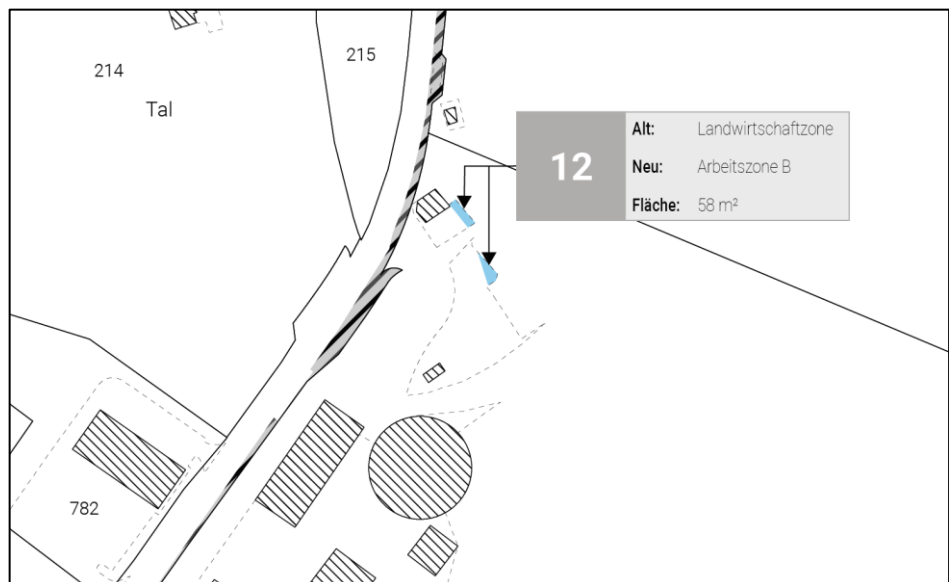 214
215
Tal
12
Alt: Landwirtschaftzone
Neu: Arbeitszone B
Fläche: 58 m²
782